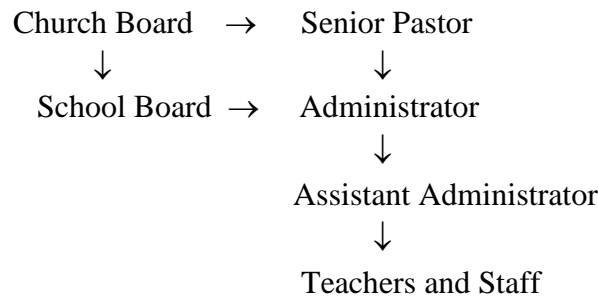 Church Board → Senior Pastor
↓ ↓
School Board → Administrator
↓
Assistant Administrator
↓
Teachers and Staff